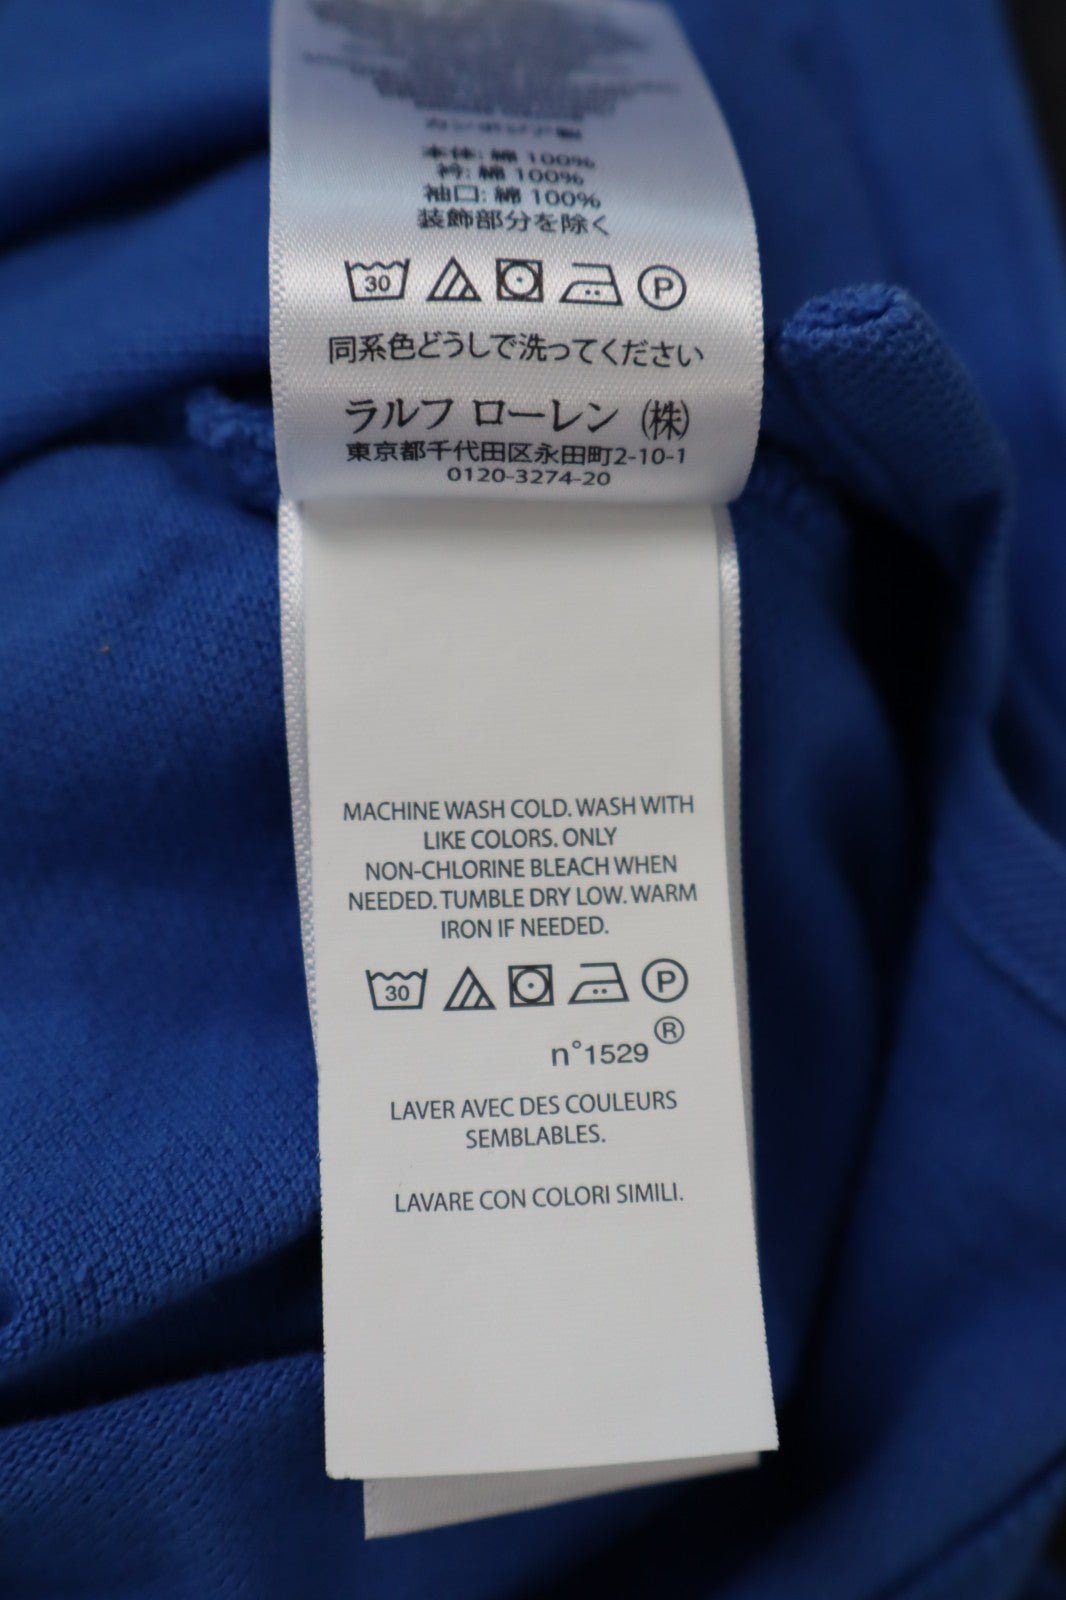 カンボジア製
本体: 綿 100%
衿: 綿 100%
袖口: 綿 100%
装飾部分を除く
30 P
同系色どうしで洗ってください
ラルフ ローレン (株)
東京都千代田区永田町2-10-1
0120-3274-20
MACHINE WASH COLD. WASH WITH
LIKE COLORS. ONLY
NON-CHLORINE BLEACH WHEN
NEEDED. TUMBLE DRY LOW. WARM
IRON IF NEEDED.
30 P
n°1529 ®
LAVER AVEC DES COULEURS
SEMBLABLES.
LAVARE CON COLORI SIMILI.